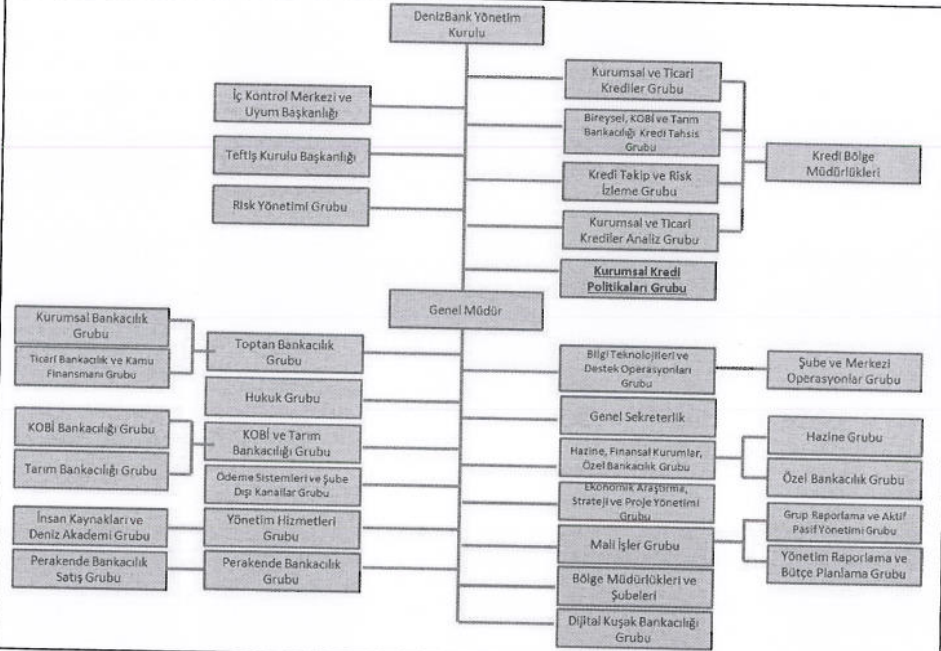 DenizBank Yönetim
Kurulu
Kurumsal ve Ticari
Krediler Grubu
İç Kontrol Merkezi ve
Uyum Başkanlığı
Bireysel, KOBİ ve Tarım
Bankacılığı Kredi Tahsis
Grubu
Teftiş Kurulu Başkanlığı
Kredi Bölge
Müdürlükleri
Kredi Takip ve Risk
İzleme Grubu
Risk Yönetimi Grubu
Kurumsal ve Ticari
Krediler Analiz Grubu
Kurumsal Kredi
Politikaları Grubu
Genel Müdür
Kurumsal Bankacılık
Grubu
Ticari Bankacılık ve Kamu
Finansmanı Grubu
Toptan Bankacılık
Grubu
Bilgi Teknolojileri ve
Destek Operasyonları
Grubu
Şube ve Merkezi
Operasyonlar Grubu
Hukuk Grubu
Genel Sekreterlik
KOBİ Bankacılığı Grubu
Tarım Bankacılığı Grubu
KOBİ ve Tarım
Bankacılığı Grubu
Hazine, Finansal Kurumlar,
Özel Bankacılık Grubu
Hazine Grubu
Özel Bankacılık Grubu
Ödeme Sistemleri ve Şube
Dışı Kanallar Grubu
Ekonomik Araştırma,
Strateji ve Proje Yönetimi
Grubu
İnsan Kaynakları ve
Deniz Akademi Grubu
Yönetim Hizmetleri
Grubu
Mali İşler Grubu
Grup Raporlama ve Aktif
Pasif Yönetimi Grubu
Yönetim Raporlama ve
Bütçe Planlama Grubu
Perakende Bankacılık
Satış Grubu
Perakende Bankacılık
Grubu
Bölge Müdürlükleri ve
Şubeleri
Dijital Kuşak Bankacılığı
Grubu